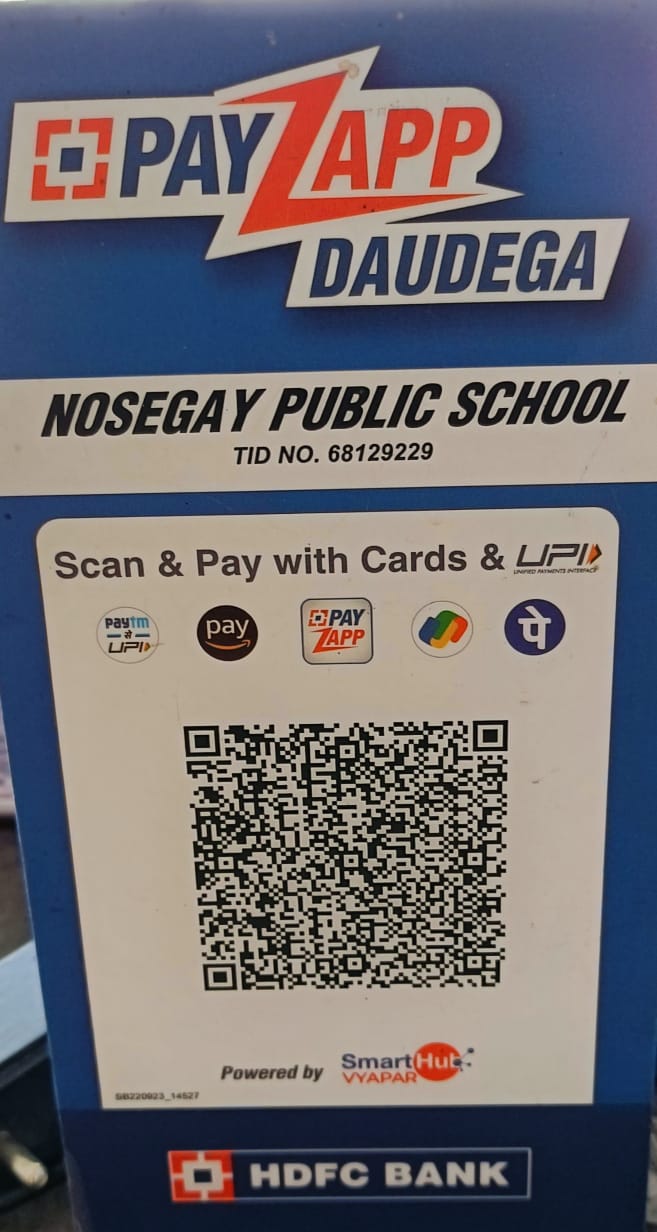 PAYZAPP
DAUDEGA
NOSEGAY PUBLIC SCHOOL
TID NO. 68129229
Scan & Pay with Cards & UPI
UNIFIED PAYMENTS INTERFACE
paytm
से
UPI
pay
PAY
ZAPP
पे
Powered by SmartHub
VYAPAR
SB220923_14527
HDFC BANK